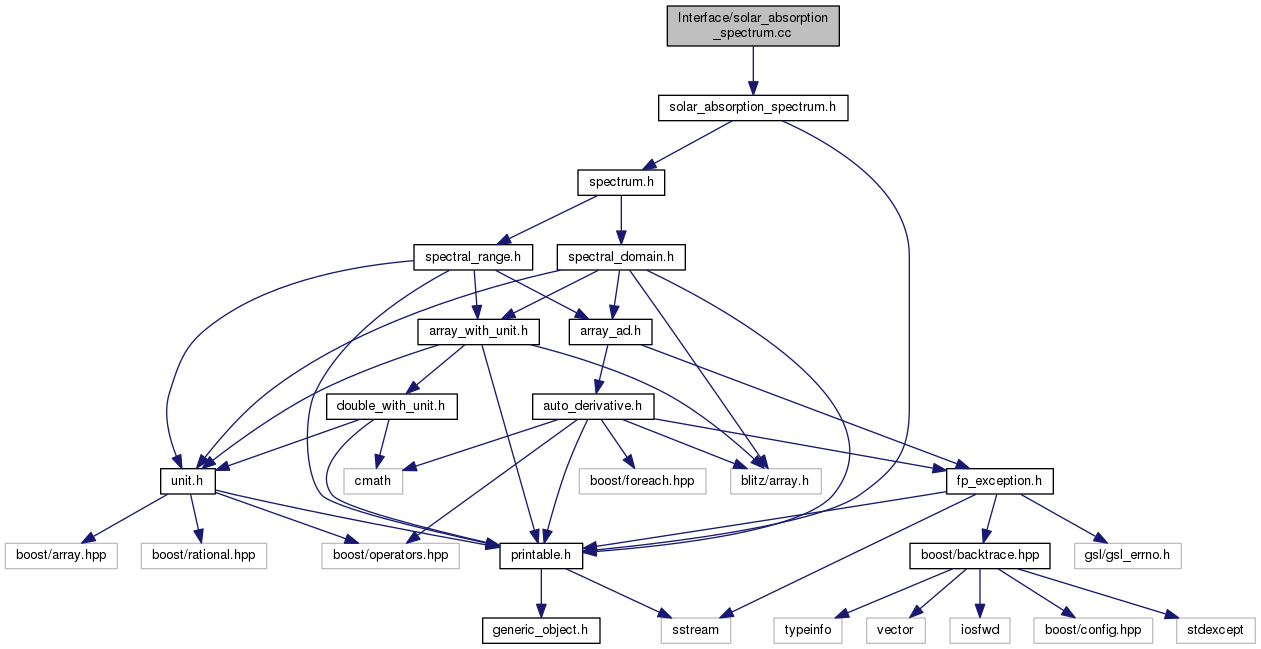 Interface/solar_absorption
_spectrum.cc
solar_absorption_spectrum.h
spectrum.h
spectral_range.h
spectral_domain.h
array_with_unit.h
array_ad.h
double_with_unit.h
auto_derivative.h
unit.h
cmath
boost/foreach.hpp
blitz/array.h
fp_exception.h
boost/array.hpp
boost/rational.hpp
boost/operators.hpp
printable.h
boost/backtrace.hpp
gsl/gsl_errno.h
generic_object.h
sstream
typeinfo
vector
iosfwd
boost/config.hpp
stdexcept